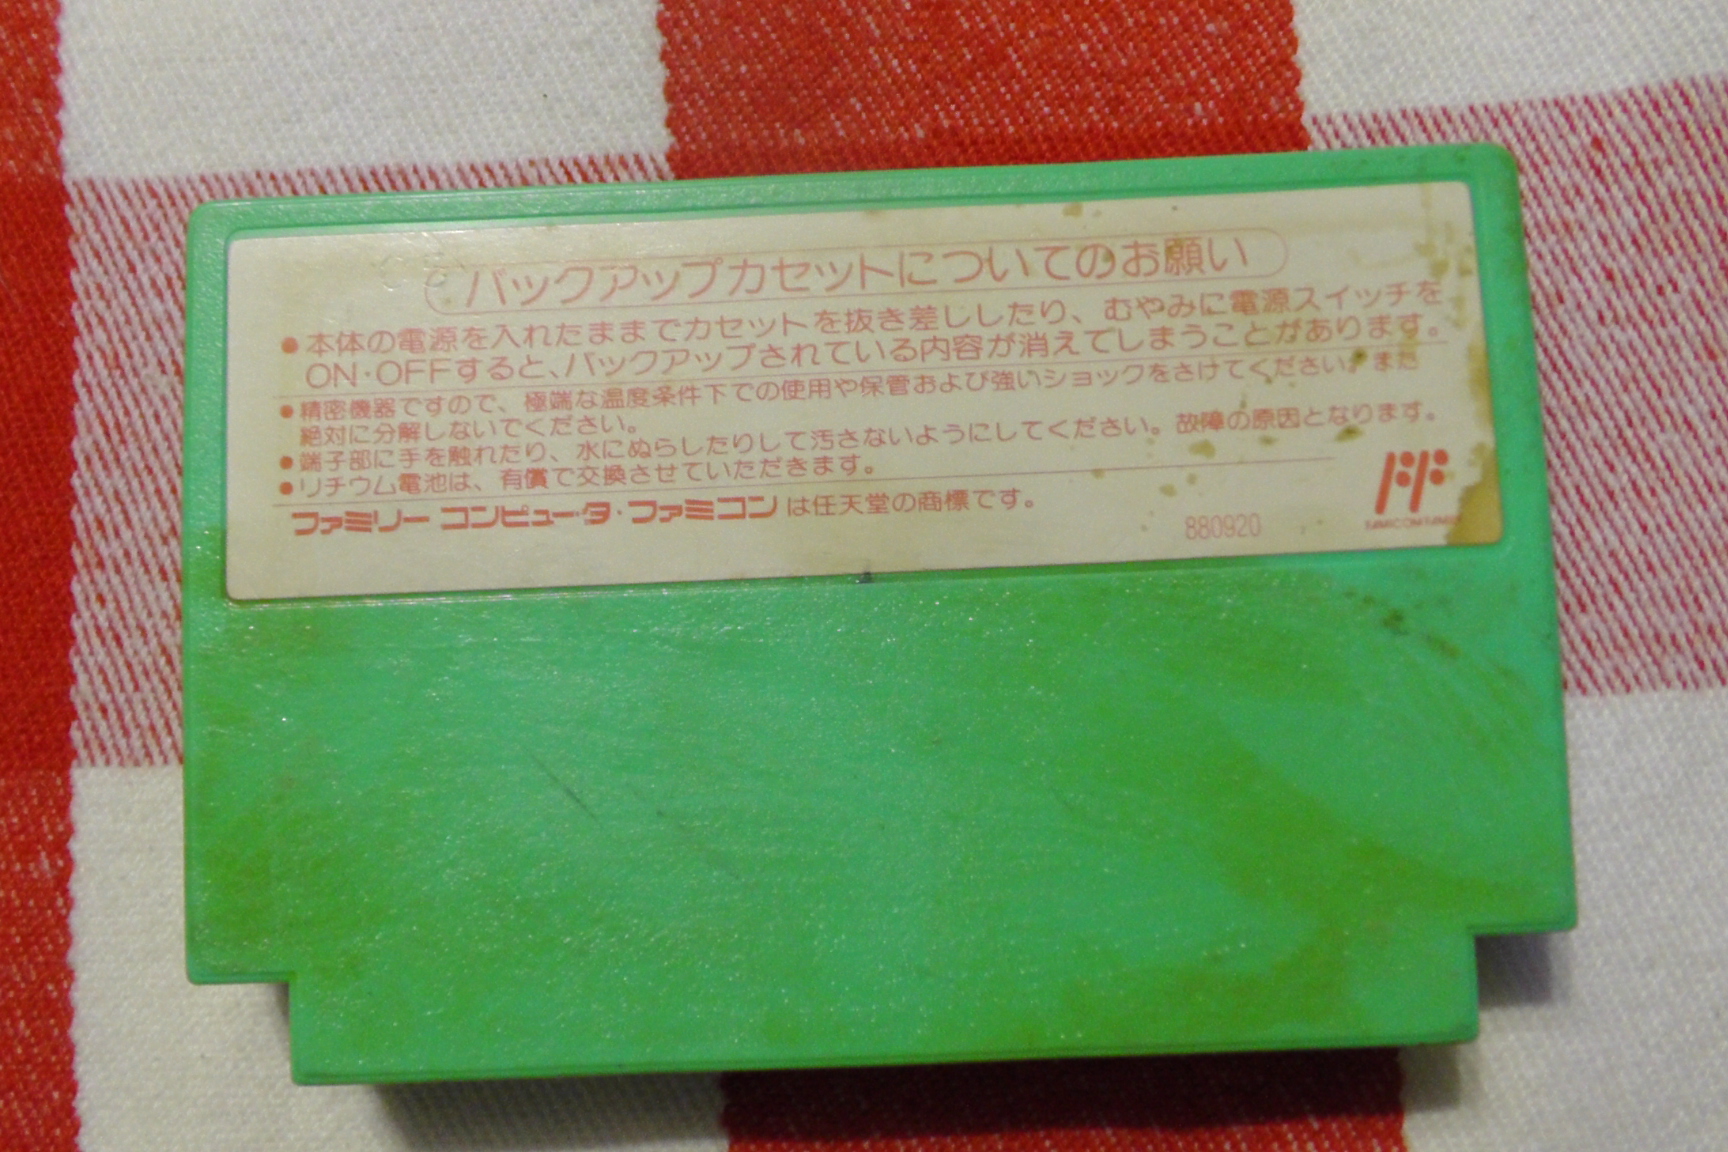 バックアップカセットについてのお願い
●本体の電源を入れたままでカセットを抜き差ししたり、むやみに電源スイッチを
ON・OFFすると、バックアップされている内容が消えてしまうことがあります。
●精密機器ですので、極端な温度条件下での使用や保管および強いショックをさけてください。また
絶対に分解しないでください。
●端子部に手を触れたり、水にぬらしたりして汚さないようにしてください。故障の原因となります。
●リチウム電池は、有償で交換させていただきます。
ファミリーコンピュータ・ファミコンは任天堂の商標です。
880920
FAMICOM FAMILY